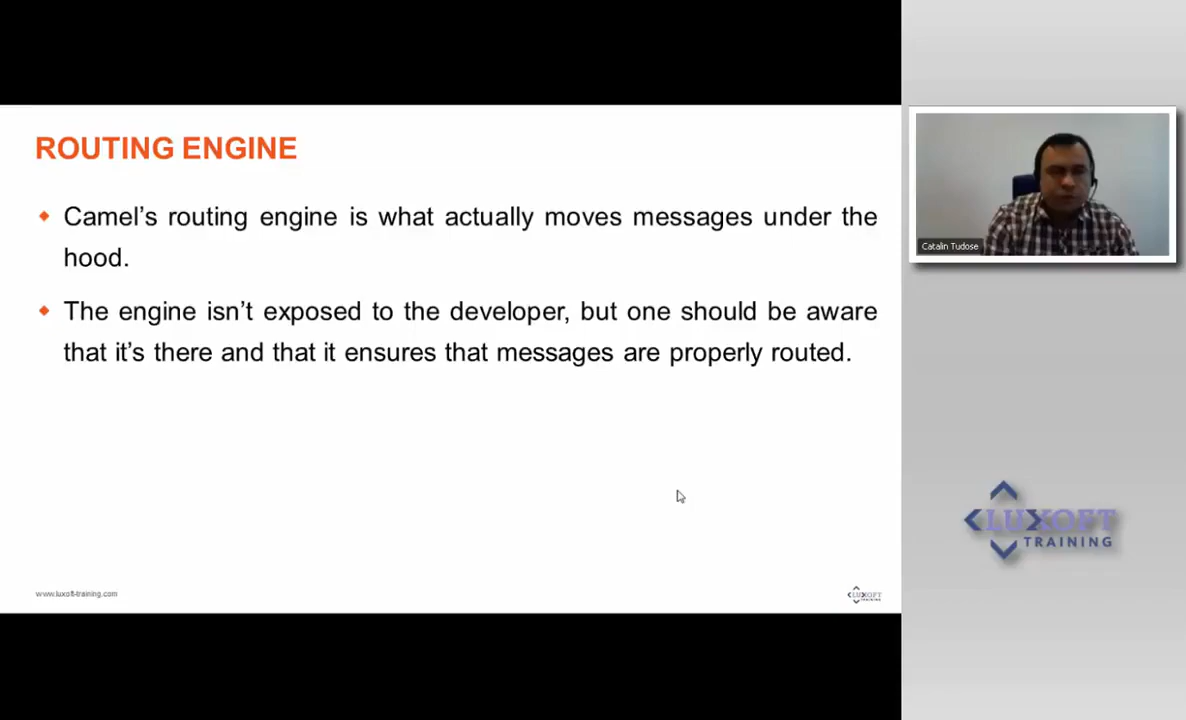 ROUTING ENGINE
Camel's routing engine is what actually moves messages under the
hood.
The engine isn't exposed to the developer, but one should be aware
that it's there and that it ensures that messages are properly routed.
www.luxoft-training.com
LUXOFT
TRAINING
Catalin Tudose
LUXOFT
TRAINING